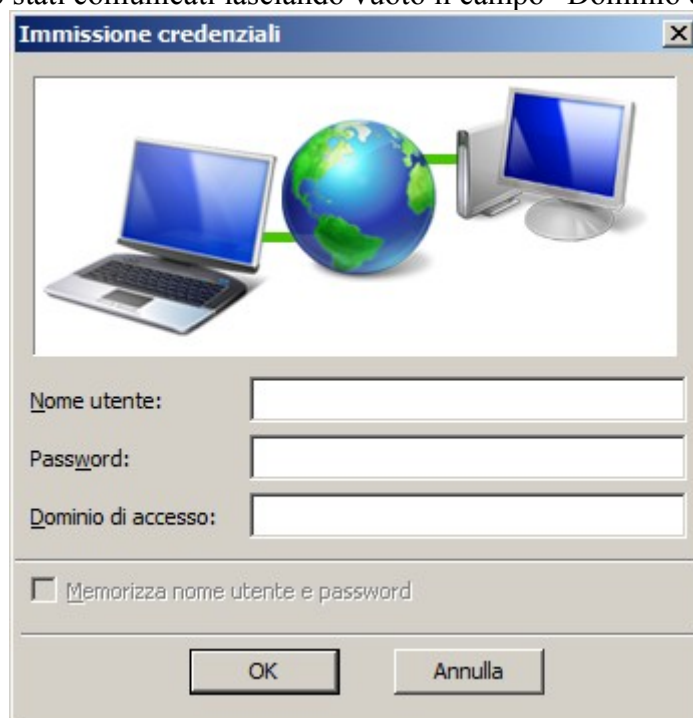 stati comunicati lasciando vuoto il campo "Dominio
Immissione credenziali
Nome utente:
Password:
Dominio di accesso:
Memorizza nome utente e password
OK
Annulla